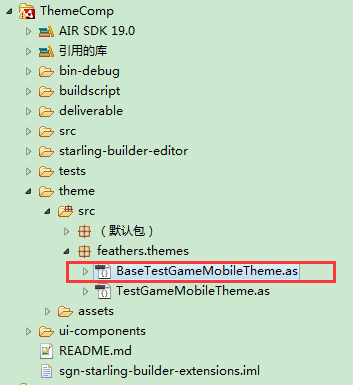 ThemeComp
AIR SDK 19.0
引用的库
bin-debug
buildscript
deliverable
src
starling-builder-editor
tests
theme
src
（默认包）
feathers.themes
BaseTestGameMobileTheme.as
TestGameMobileTheme.as
assets
ui-components
README.md
sgn-starling-builder-extensions.iml